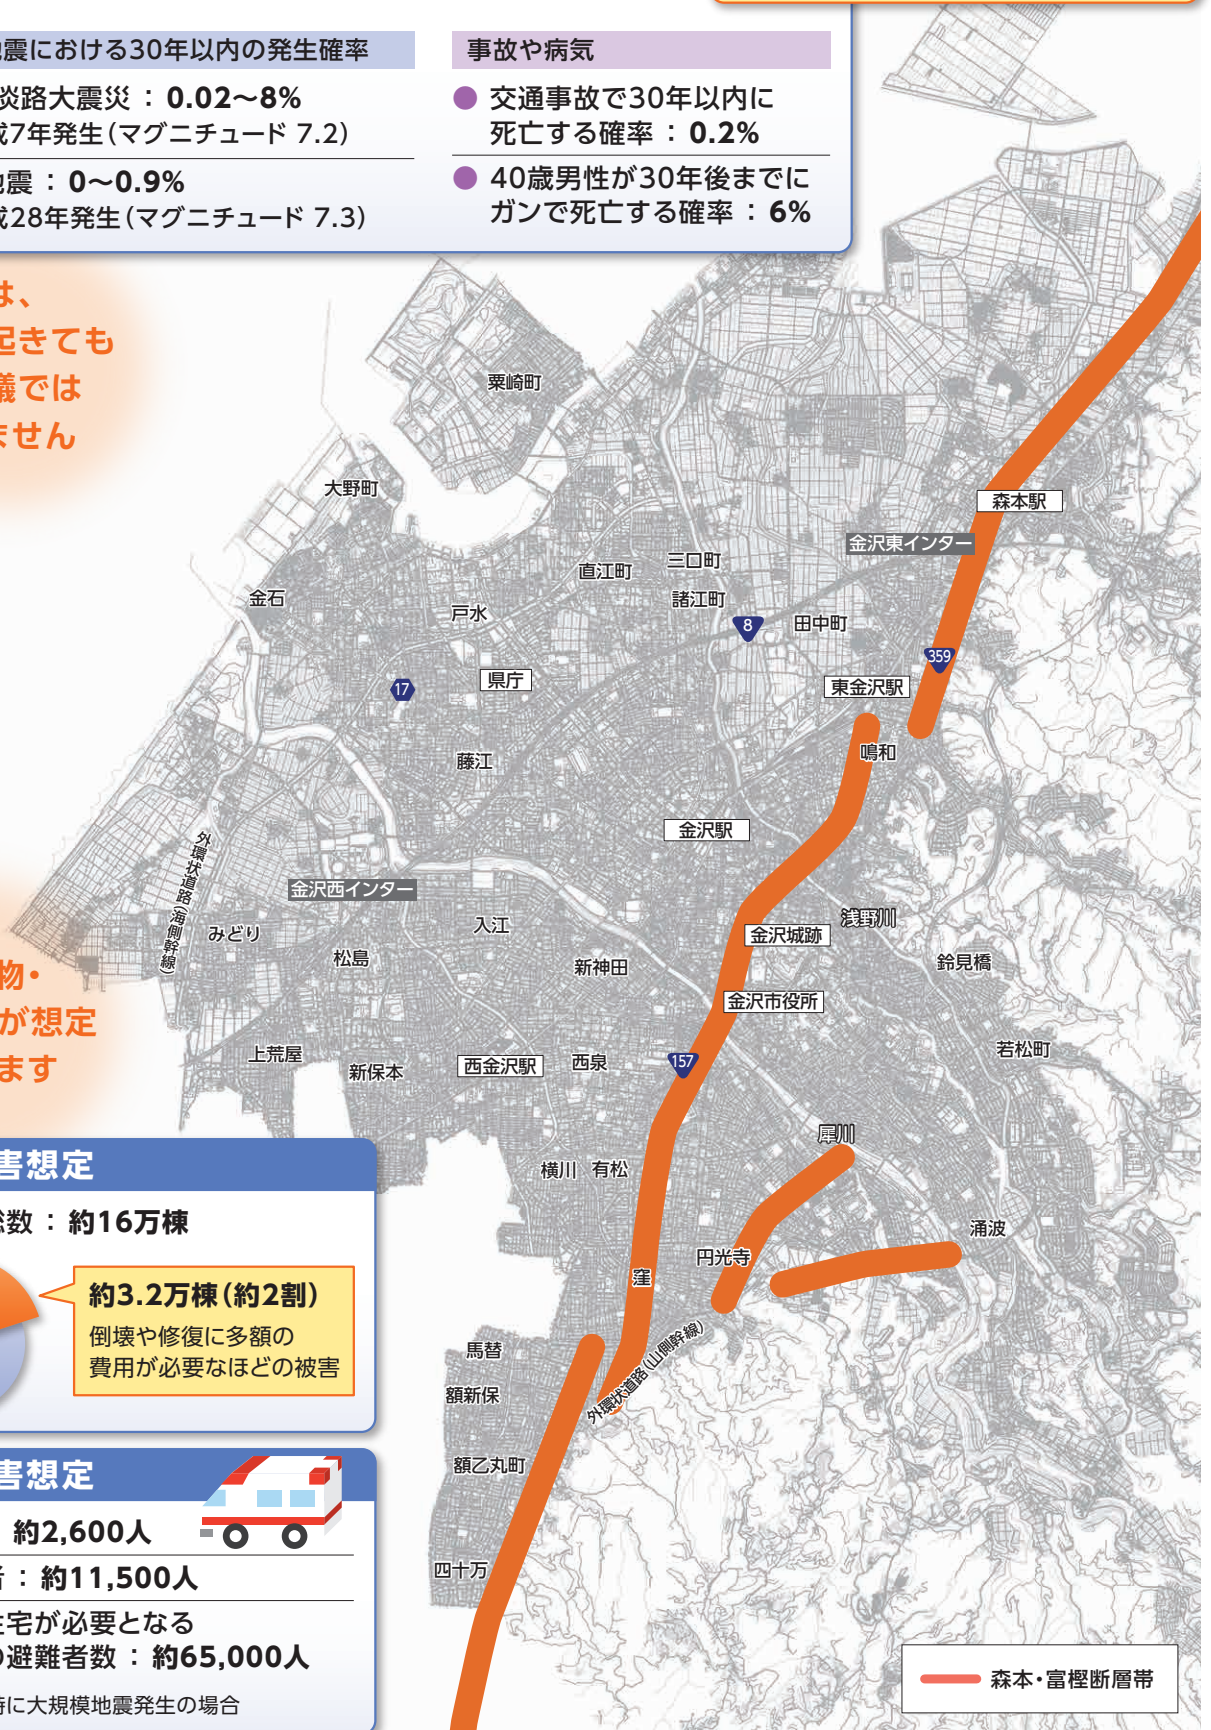 地震における30年以内の発生確率
淡路大震災 ： 0.02～8%
成7年発生（マグニチュード 7.2）
地震 ： 0～0.9%
成28年発生（マグニチュード 7.3）
事故や病気
● 交通事故で30年以内に
死亡する確率 ： 0.2%
● 40歳男性が30年後までに
ガンで死亡する確率 ： 6%
は、
起きても
議では
ません
粟崎町
大野町
森本駅
金沢東インター
三口町
直江町
諸江町
金石
戸水
8
田中町
359
県庁
東金沢駅
17
鳴和
藤江
金沢駅
外環状道路(海側幹線)
金沢西インター
入江
浅野川
みどり
金沢城跡
松島
新神田
鈴見橋
物・
金沢市役所
が想定
若松町
上荒屋
西泉
157
ます
新保本
西金沢駅
犀川
害想定
横川
有松
総数 ： 約16万棟
涌波
円光寺
窪
約3.2万棟（約2割）
倒壊や修復に多額の
費用が必要なほどの被害
馬替
外環状道路(山側幹線)
額新保
額乙丸町
害想定
約2,600人
者 ： 約11,500人
四十万
住宅が必要となる
の避難者数 ： 約65,000人
時に大規模地震発生の場合
森本・富樫断層帯